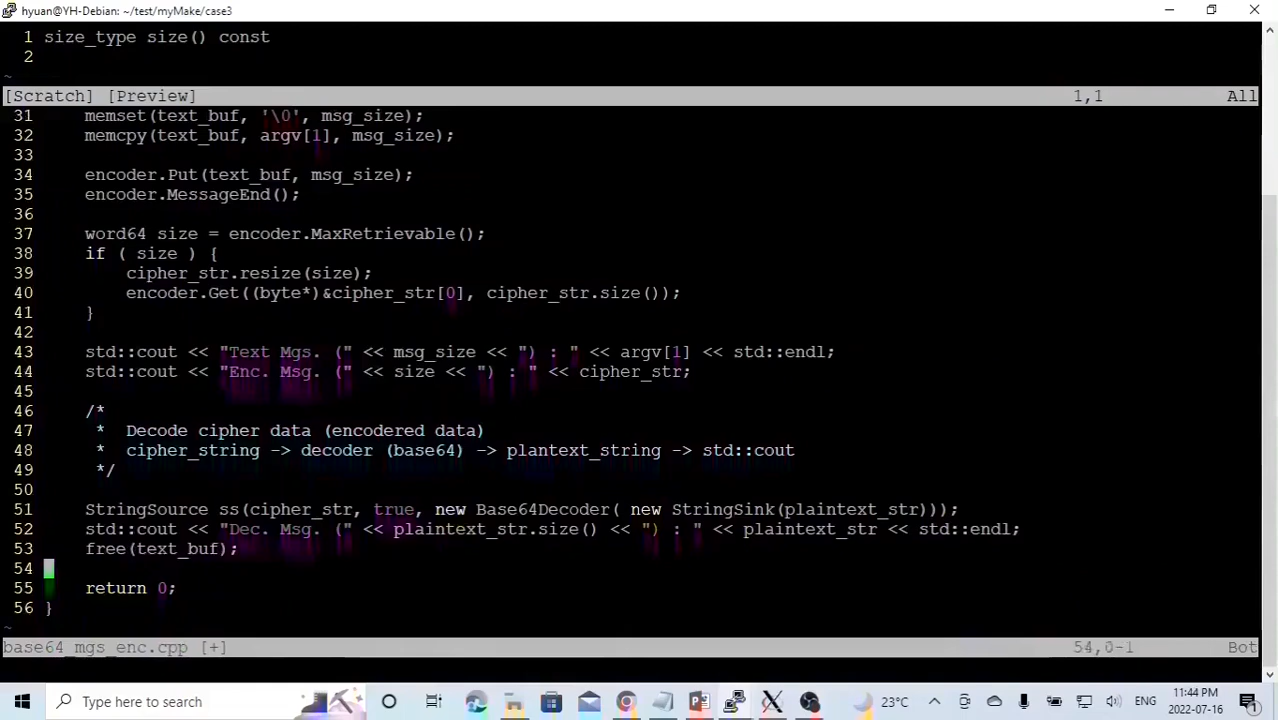 hyuan@YH-Debian: ~/test/myMake/case3
1 size_type size() const
2
~
[Scratch] [Preview] 1,1 All
31 memset(text_buf, '\0', msg_size);
32 memcpy(text_buf, argv[1], msg_size);
33
34 encoder.Put(text_buf, msg_size);
35 encoder.MessageEnd();
36
37 word64 size = encoder.MaxRetrievable();
38 if ( size ) {
39 cipher_str.resize(size);
40 encoder.Get((byte*)&cipher_str[0], cipher_str.size());
41 }
42
43 std::cout << "Text Mgs. (" << msg_size << ") : " << argv[1] << std::endl;
44 std::cout << "Enc. Msg. (" << size << ") : " << cipher_str;
45
46 /*
47 * Decode cipher data (encoded data)
48 * cipher_string -> decoder (base64) -> plantext_string -> std::cout
49 */
50
51 StringSource ss(cipher_str, true, new Base64Decoder( new StringSink(plaintext_str)));
52 std::cout << "Dec. Msg. (" << plaintext_str.size() << ") : " << plaintext_str << std::endl;
53 free(text_buf);
54
55 return 0;
56 }
~
base64_mgs_enc.cpp [+] 54,0-1 Bot
Type here to search 23°C ENG 11:44 PM
2022-07-16 1